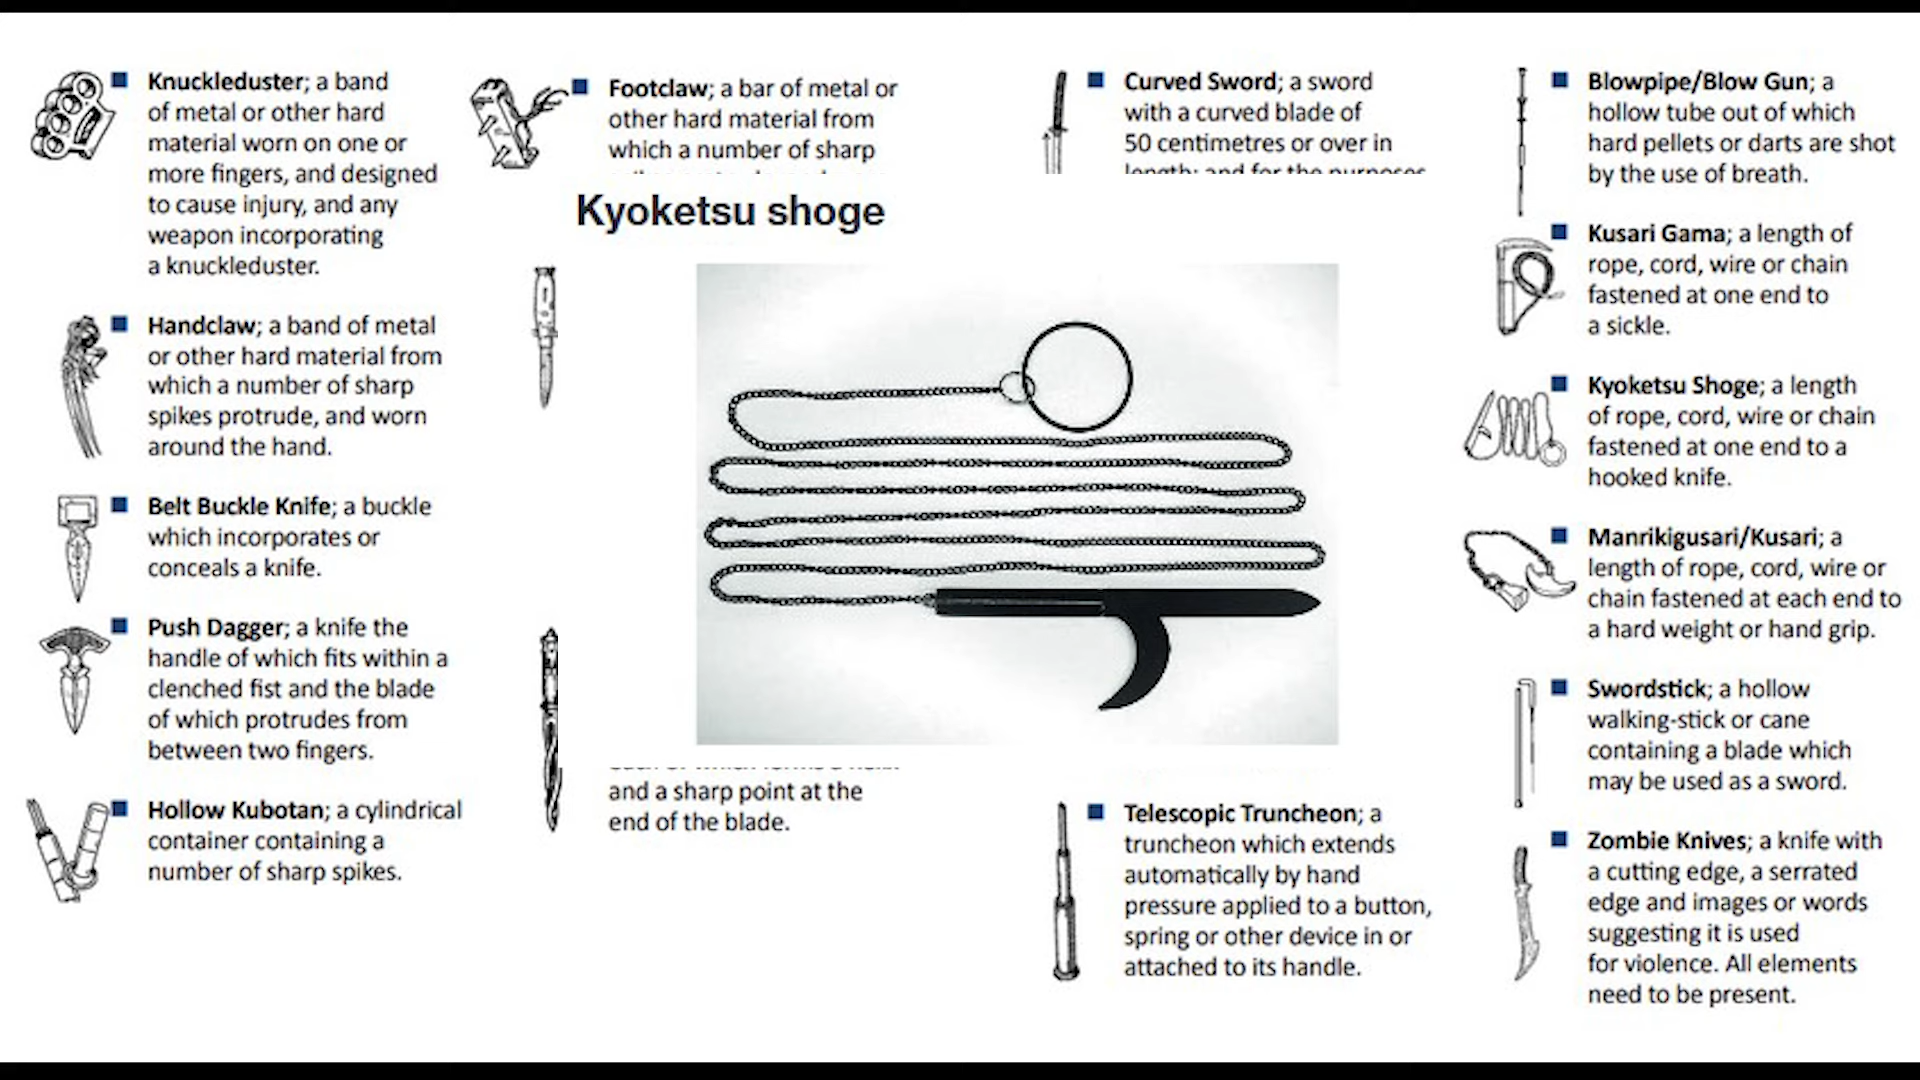 Knuckleduster; a band
of metal or other hard
material worn on one or
more fingers, and designed
to cause injury, and any
weapon incorporating
a knuckleduster.
Handclaw; a band of metal
or other hard material from
which a number of sharp
spikes protrude, and worn
around the hand.
Belt Buckle Knife; a buckle
which incorporates or
conceals a knife.
Push Dagger; a knife the
handle of which fits within a
clenched fist and the blade
of which protrudes from
between two fingers.
Hollow Kubotan; a cylindrical
container containing a
number of sharp spikes.
Footclaw; a bar of metal or
other hard material from
which a number of sharp
Kyoketsu shoge
and a sharp point at the
end of the blade.
Curved Sword; a sword
with a curved blade of
50 centimetres or over in
length; and for the purposes
Telescopic Truncheon; a
truncheon which extends
automatically by hand
pressure applied to a button,
spring or other device in or
attached to its handle.
Blowpipe/Blow Gun; a
hollow tube out of which
hard pellets or darts are shot
by the use of breath.
Kusari Gama; a length of
rope, cord, wire or chain
fastened at one end to
a sickle.
Kyoketsu Shoge; a length
of rope, cord, wire or chain
fastened at one end to a
hooked knife.
Manrikigusari/Kusari; a
length of rope, cord, wire or
chain fastened at each end to
a hard weight or hand grip.
Swordstick; a hollow
walking-stick or cane
containing a blade which
may be used as a sword.
Zombie Knives; a knife with
a cutting edge, a serrated
edge and images or words
suggesting it is used
for violence. All elements
need to be present.